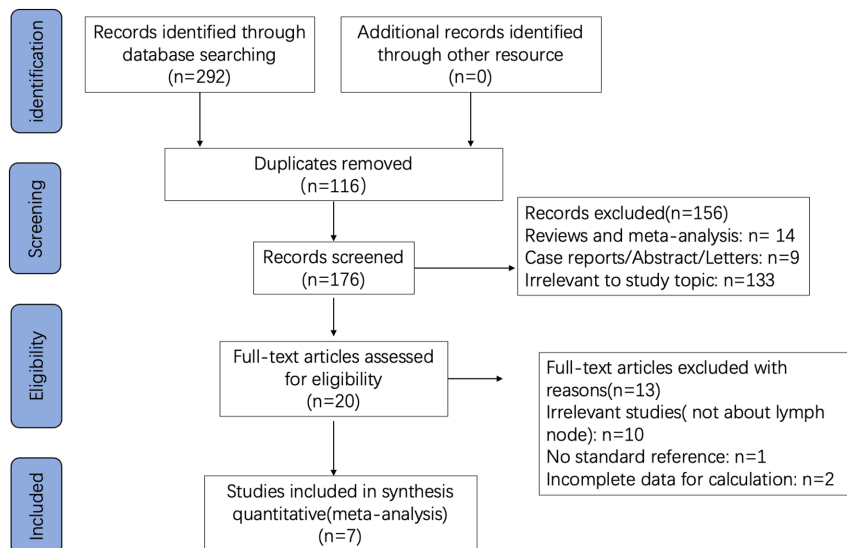 identification
Records identified through
database searching
(n=292)
Additional records identified
through other resource
(n=0)
Duplicates removed
(n=116)
Screening
Records screened
(n=176)
Records excluded(n=156)
Reviews and meta-analysis: n= 14
Case reports/Abstract/Letters: n=9
Irrelevant to study topic: n=133
Eligibility
Full-text articles assessed
for eligibility
(n=20)
Full-text articles excluded with
reasons(n=13)
Irrelevant studies( not about lymph
node): n=10
No standard reference: n=1
Incomplete data for calculation: n=2
Included
Studies included in synthesis
quantitative(meta-analysis)
(n=7)